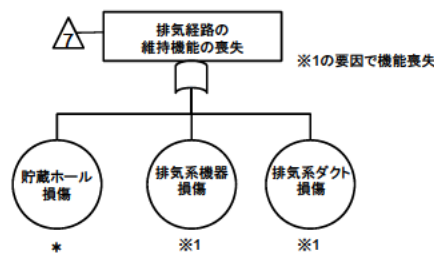 排気経路の
維持機能の喪失
7
※1の要因で機能喪失
貯蔵ホール
損傷
排気系機器
損傷
排気系ダクト
損傷
*
※1
※1